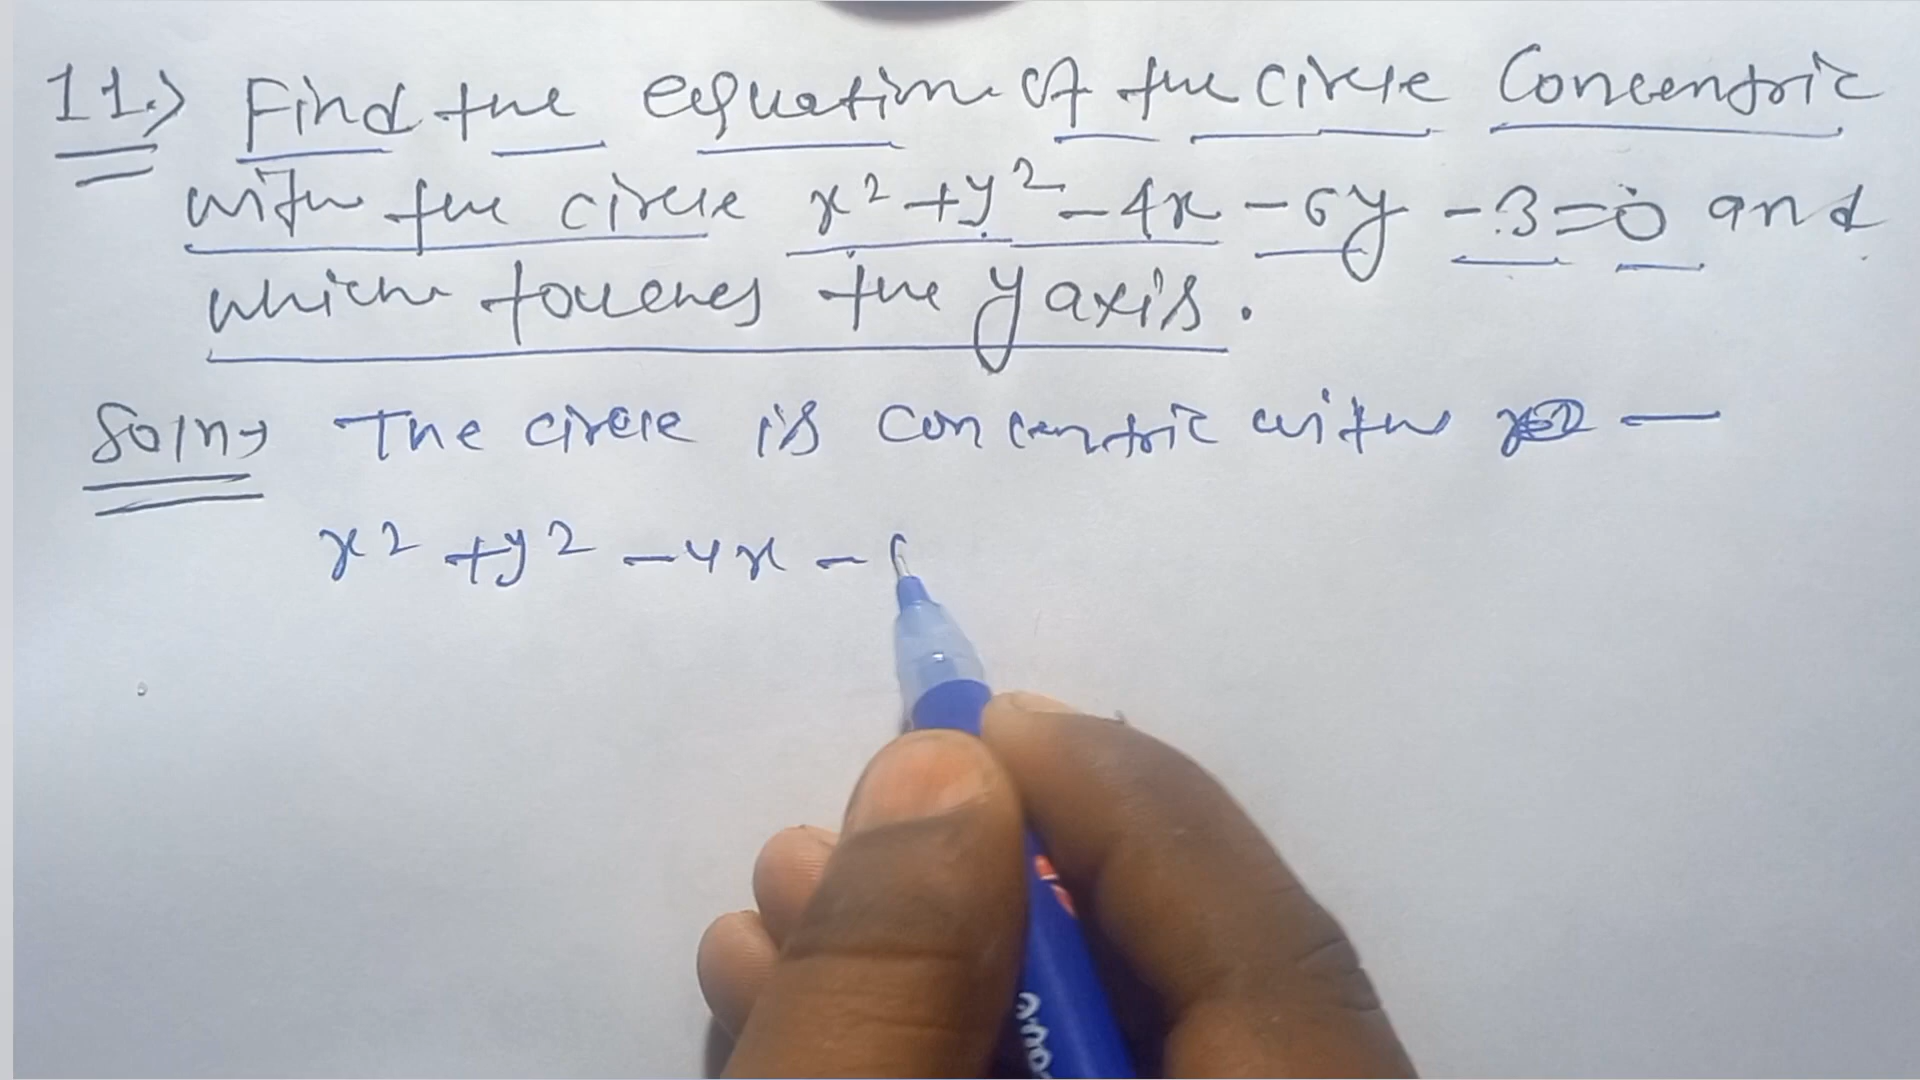 11.) Find the equation of the circle Concentric
with the circle x² + y² - 4x - 6y - 3 = 0 and
which touches the y axis.
Soln→ The circle is concentric with —
x² + y² - 4x -